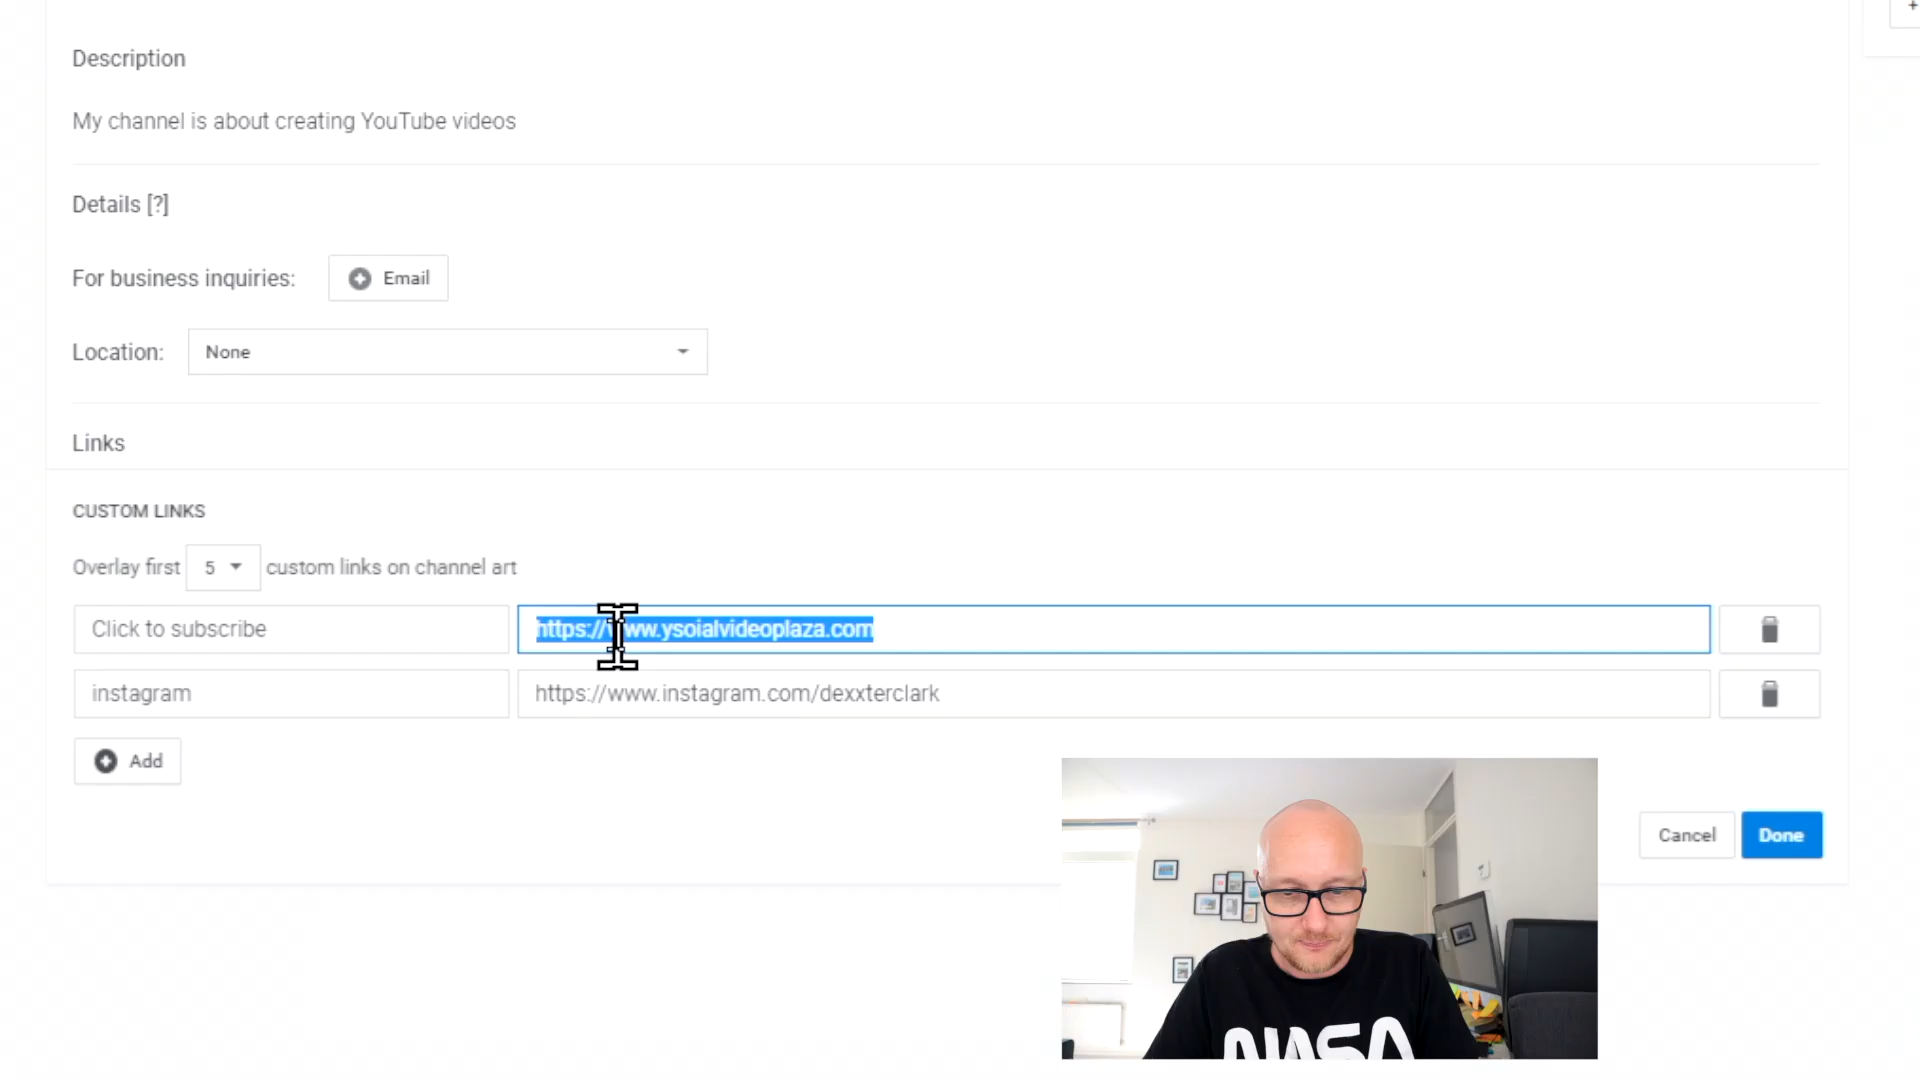 +
Description
My channel is about creating YouTube videos
Details [?]
For business inquiries: Email
Location: None
Links
CUSTOM LINKS
Overlay first 5 custom links on channel art
Click to subscribe https://www.ysoialvideoplaza.com
instagram https://www.instagram.com/dexxterclark
Add
Cancel Done
NASA